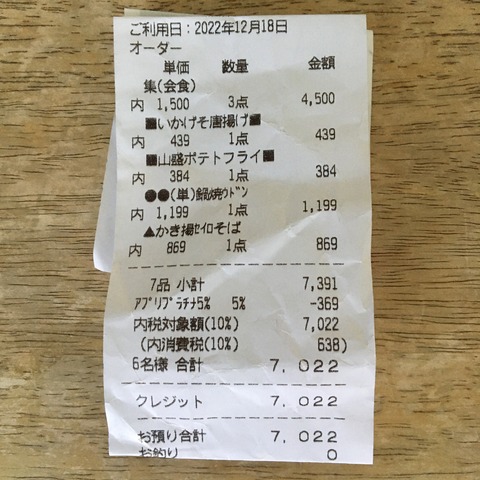 ご利用日：2022年12月18日
オーダー
単価 数量 金額
集(会食)
内 1,500 3点 4,500
■いかげそ唐揚げ■
内 439 1点 439
■山盛ポテトフライ■
内 384 1点 384
●●(単)鍋焼ｳﾄﾞﾝ
内 1,199 1点 1,199
▲かき揚ｾｲﾛそば
内 869 1点 869
7品 小計 7,391
ｱﾌﾟﾘﾌﾟﾗﾁﾅ5% 5% -369
内税対象額(10%) 7,022
(内消費税(10%) 638)
6名様 合計 7,022
クレジット 7,022
お預り合計 7,022
お釣り 0